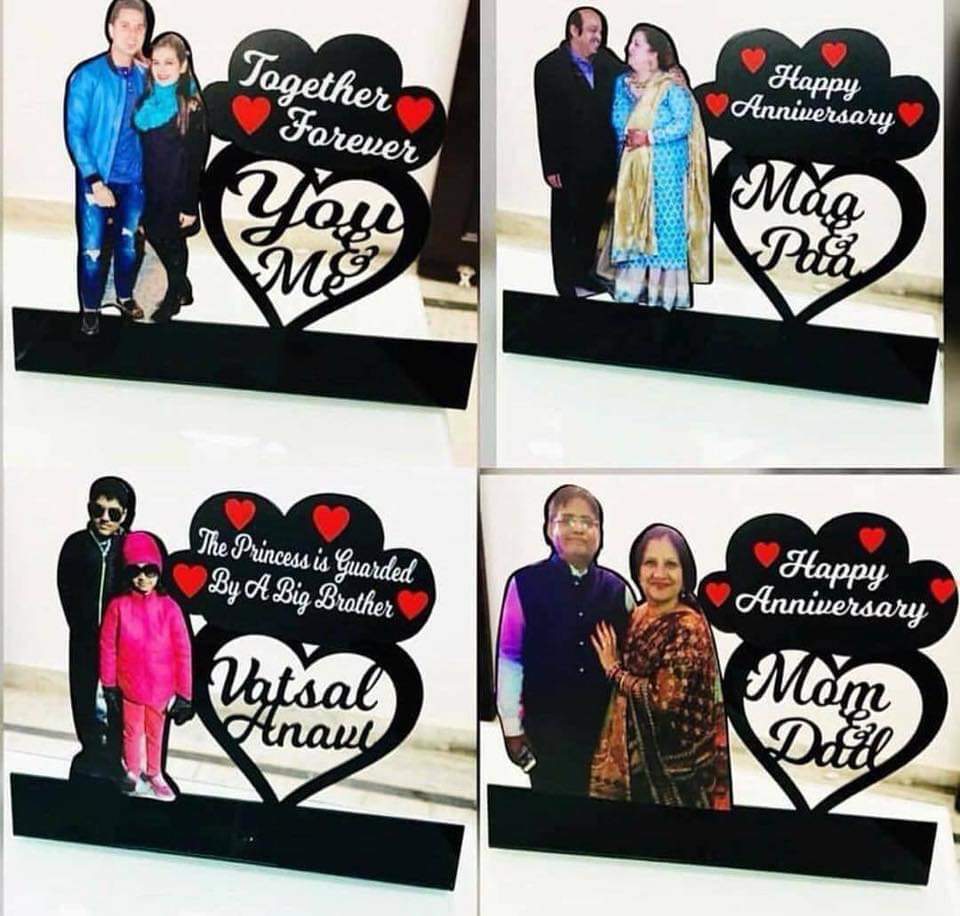 Together
Forever
You
&
Me
Happy
Anniversary
Maa
&
Paa
The Princess is Guarded
By A Big Brother
Vatsal
Anavi
Happy
Anniversary
Mom
&
Dad